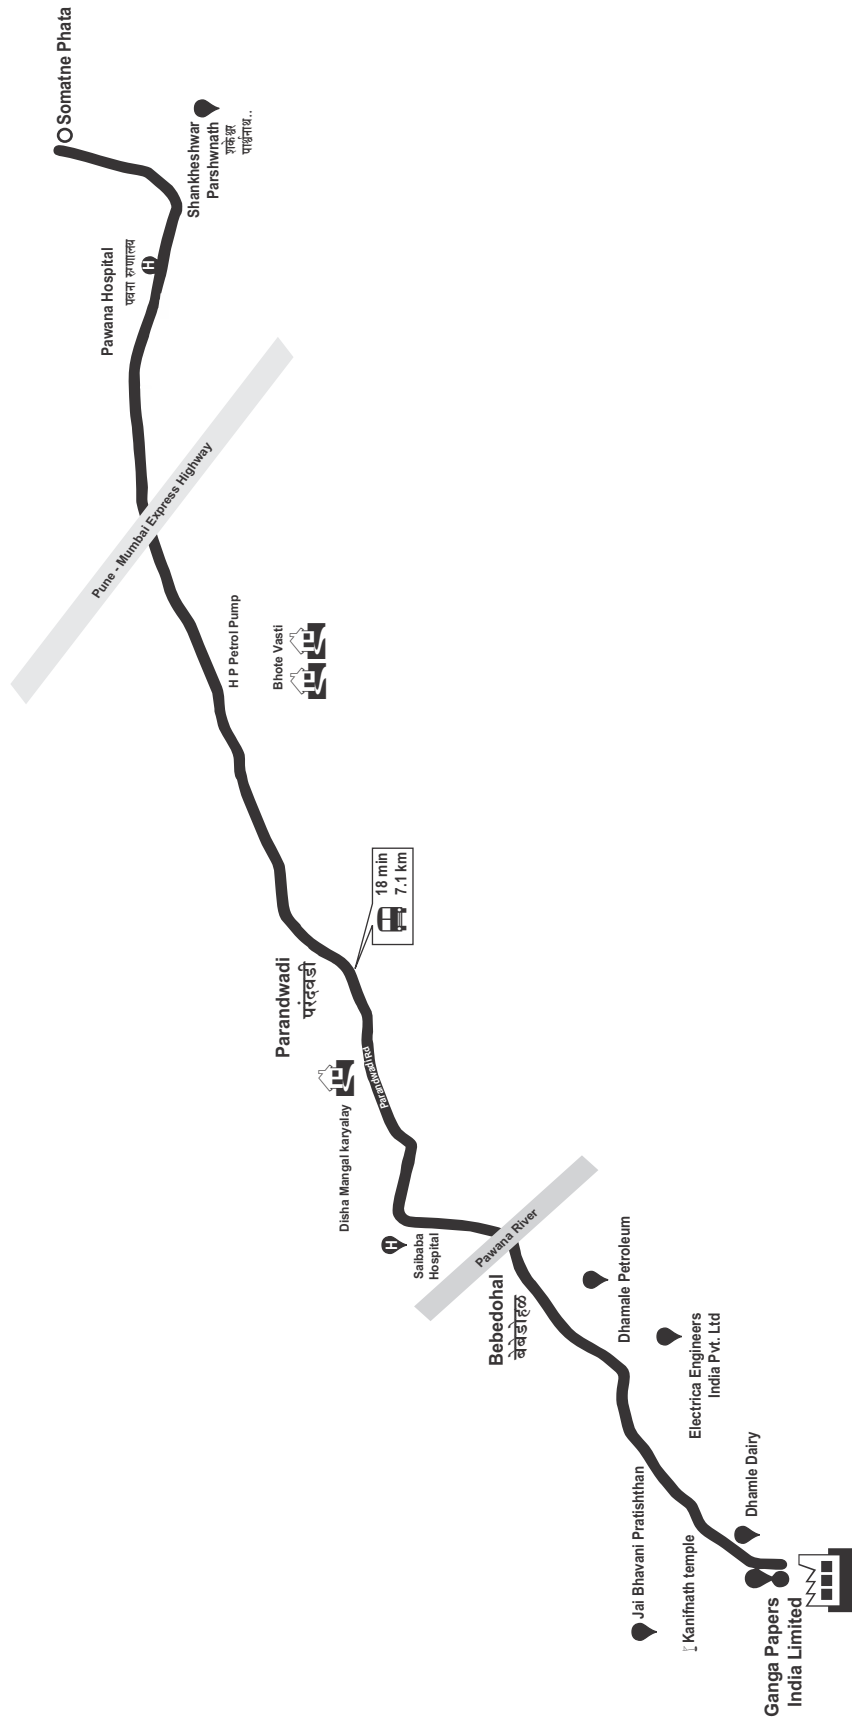 Somatne Phata
Shankheshwar
Parshwnath
शंकेश्वर
पार्श्वनाथ..
Pawana Hospital
पवना रुग्णालय
H
Pune - Mumbai Express Highway
H P Petrol Pump
Bhote Vasti
18 min
7.1 km
Parandwadi
परंदवडी
Parandwadi Rd
Disha Mangal karyalay
H
Saibaba
Hospital
Pawana River
Bebedohal
बेबडोहळ
Dhamale Petroleum
Electrica Engineers
India Pvt. Ltd
Jai Bhavani Pratishthan
Kanifnath temple
Dhamle Dairy
Ganga Papers
India Limited